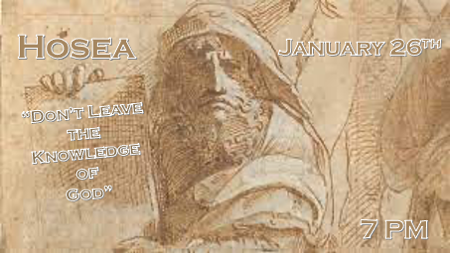 Hosea
January 26th
"Don't Leave
the
Knowledge
of
God"
7 PM